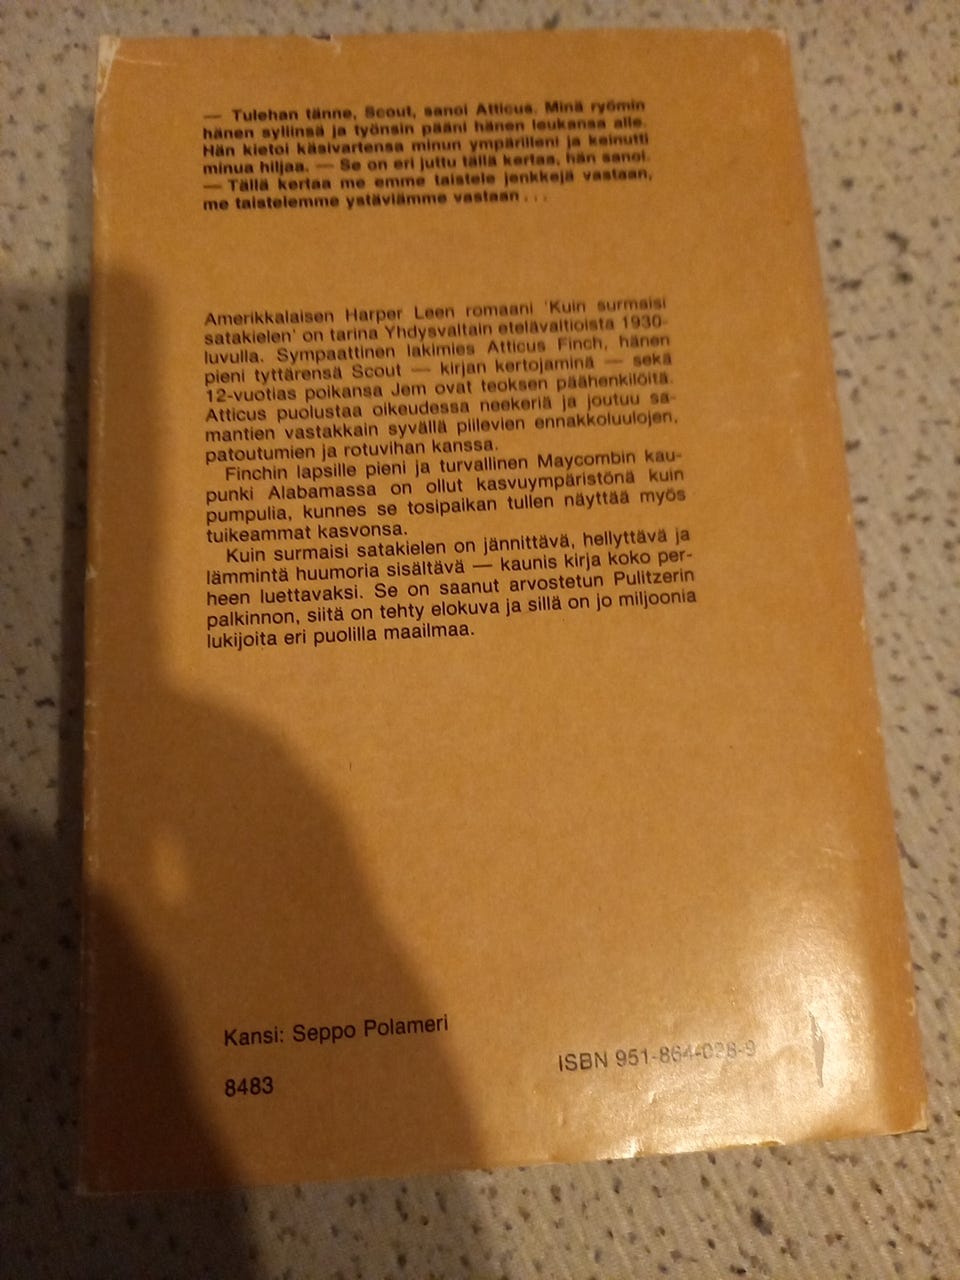 — Tulehan tänne, Scout, sanoi Atticus. Minä ryömin
hänen syliinsä ja työnsin pääni hänen leukansa alle.
Hän kietoi käsivartensa minun ympärilleni ja keinutti
minua hiljaa. — Se on eri juttu tällä kertaa, hän sanoi.
— Tällä kertaa me emme taistele jenkkejä vastaan,
me taistelemme ystäviämme vastaan . . .
Amerikkalaisen Harper Leen romaani 'Kuin surmaisi
satakielen' on tarina Yhdysvaltain etelävaltioista 1930-
luvulla. Sympaattinen lakimies Atticus Finch, hänen
pieni tyttärensä Scout — kirjan kertojaminä — sekä
12-vuotias poikansa Jem ovat teoksen päähenkilöitä.
Atticus puolustaa oikeudessa neekeriä ja joutuu sa-
mantien vastakkain syvällä piilevien ennakkoluulojen,
patoutumien ja rotuvihan kanssa.
Finchin lapsille pieni ja turvallinen Maycombin kau-
punki Alabamassa on ollut kasvuympäristönä kuin
pumpulia, kunnes se tosipaikan tullen näyttää myös
tuikeammat kasvonsa.
Kuin surmaisi satakielen on jännittävä, hellyttävä ja
lämmintä huumoria sisältävä — kaunis kirja koko per-
heen luettavaksi. Se on saanut arvostetun Pulitzerin
palkinnon, siitä on tehty elokuva ja sillä on jo miljoonia
lukijoita eri puolilla maailmaa.
Kansi: Seppo Polameri
ISBN 951-864-028-9
8483